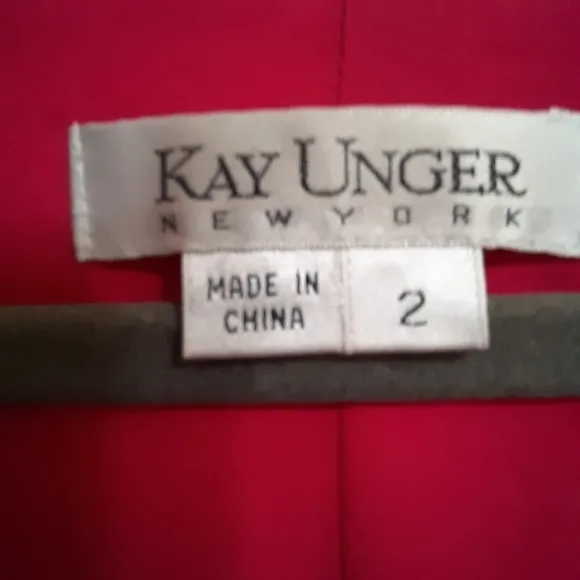 KAY UNGER
NEW YORK
MADE IN
CHINA
2